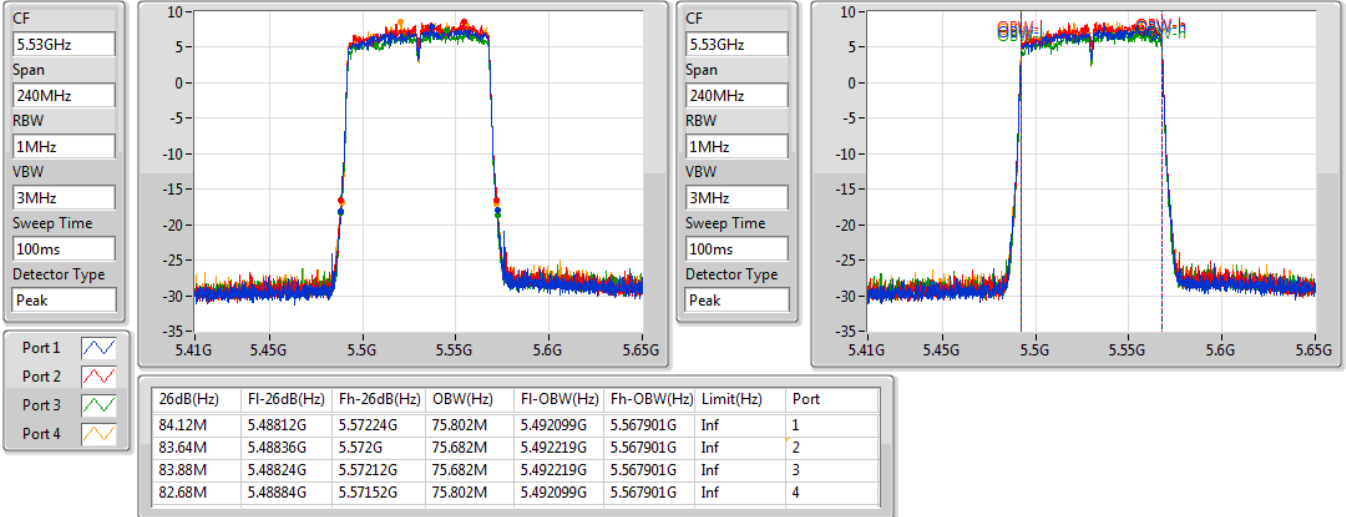 CF
5.53GHz
Span
240MHz
RBW
1MHz
VBW
3MHz
Sweep Time
100ms
Detector Type
Peak
10
5
0
-5
-10
-15
-20
-25
-30
-35
5.41G 5.45G 5.5G 5.55G 5.6G 5.65G
CF
5.53GHz
Span
240MHz
RBW
1MHz
VBW
3MHz
Sweep Time
100ms
Detector Type
Peak
10
5
0
-5
-10
-15
-20
-25
-30
-35
OBW-l OBW-h
5.41G 5.45G 5.5G 5.55G 5.6G 5.65G
Port 1
Port 2
Port 3
Port 4
26dB(Hz) Fl-26dB(Hz) Fh-26dB(Hz) OBW(Hz) Fl-OBW(Hz) Fh-OBW(Hz) Limit(Hz) Port
84.12M 5.48812G 5.57224G 75.802M 5.492099G 5.567901G Inf 1
83.64M 5.48836G 5.572G 75.682M 5.492219G 5.567901G Inf 2
83.88M 5.48824G 5.57212G 75.682M 5.492219G 5.567901G Inf 3
82.68M 5.48884G 5.57152G 75.802M 5.492099G 5.567901G Inf 4